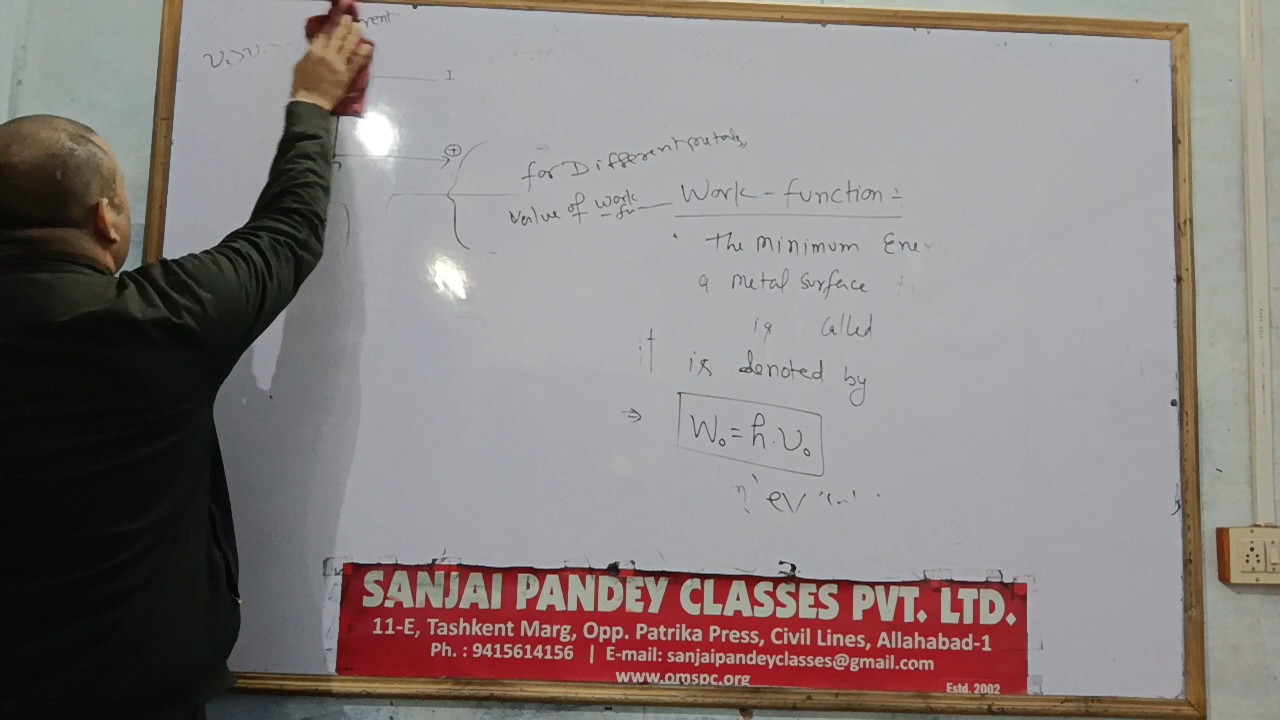 I
for Different metals,
value of work
Work - function :-
The Minimum Ene
a metal surface
is called
it is denoted by
⇒ W₀ = h.υ₀
eV
SANJAI PANDEY CLASSES PVT. LTD.
11-E, Tashkent Marg, Opp. Patrika Press, Civil Lines, Allahabad-1
Ph. : 9415614156 | E-mail: sanjaipandeyclasses@gmail.com
www.omspc.org
Estd. 2002